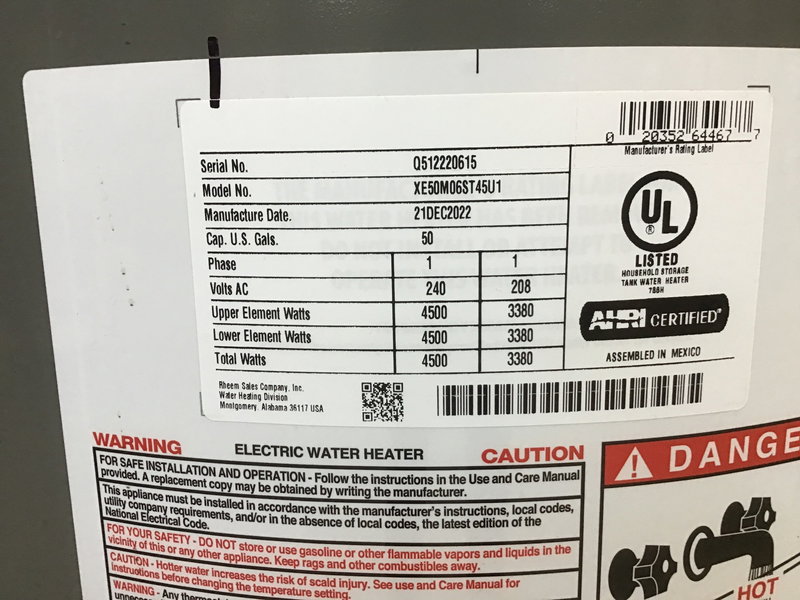 0 20352 64467 7
Manufacturer's Rating Label
Serial No. Q512220615
Model No. XE50M06ST45U1
Manufacture Date. 21DEC2022
Cap. U.S. Gals. 50
Phase 1 1
Volts AC 240 208
Upper Element Watts 4500 3380
Lower Element Watts 4500 3380
Total Watts 4500 3380
UL
®
LISTED
HOUSEHOLD STORAGE
TANK WATER HEATER
788H
AHRI CERTIFIED®
ASSEMBLED IN MEXICO
Rheem Sales Company, Inc.
Water Heating Division
Montgomery, Alabama 36117 USA
WARNING ELECTRIC WATER HEATER CAUTION
FOR SAFE INSTALLATION AND OPERATION - Follow the instructions in the Use and Care Manual
provided. A replacement copy may be obtained by writing the manufacturer.
This appliance must be installed in accordance with the manufacturer's instructions, local codes,
utility company requirements, and/or in the absence of local codes, the latest edition of the
National Electrical Code.
FOR YOUR SAFETY - DO NOT store or use gasoline or other flammable vapors and liquids in the
vicinity of this or any other appliance. Keep rags and other combustibles away.
CAUTION - Hotter water increases the risk of scald injury. See use and Care Manual for
instructions before changing the temperature setting.
WARNING - Any
DANGE
HOT